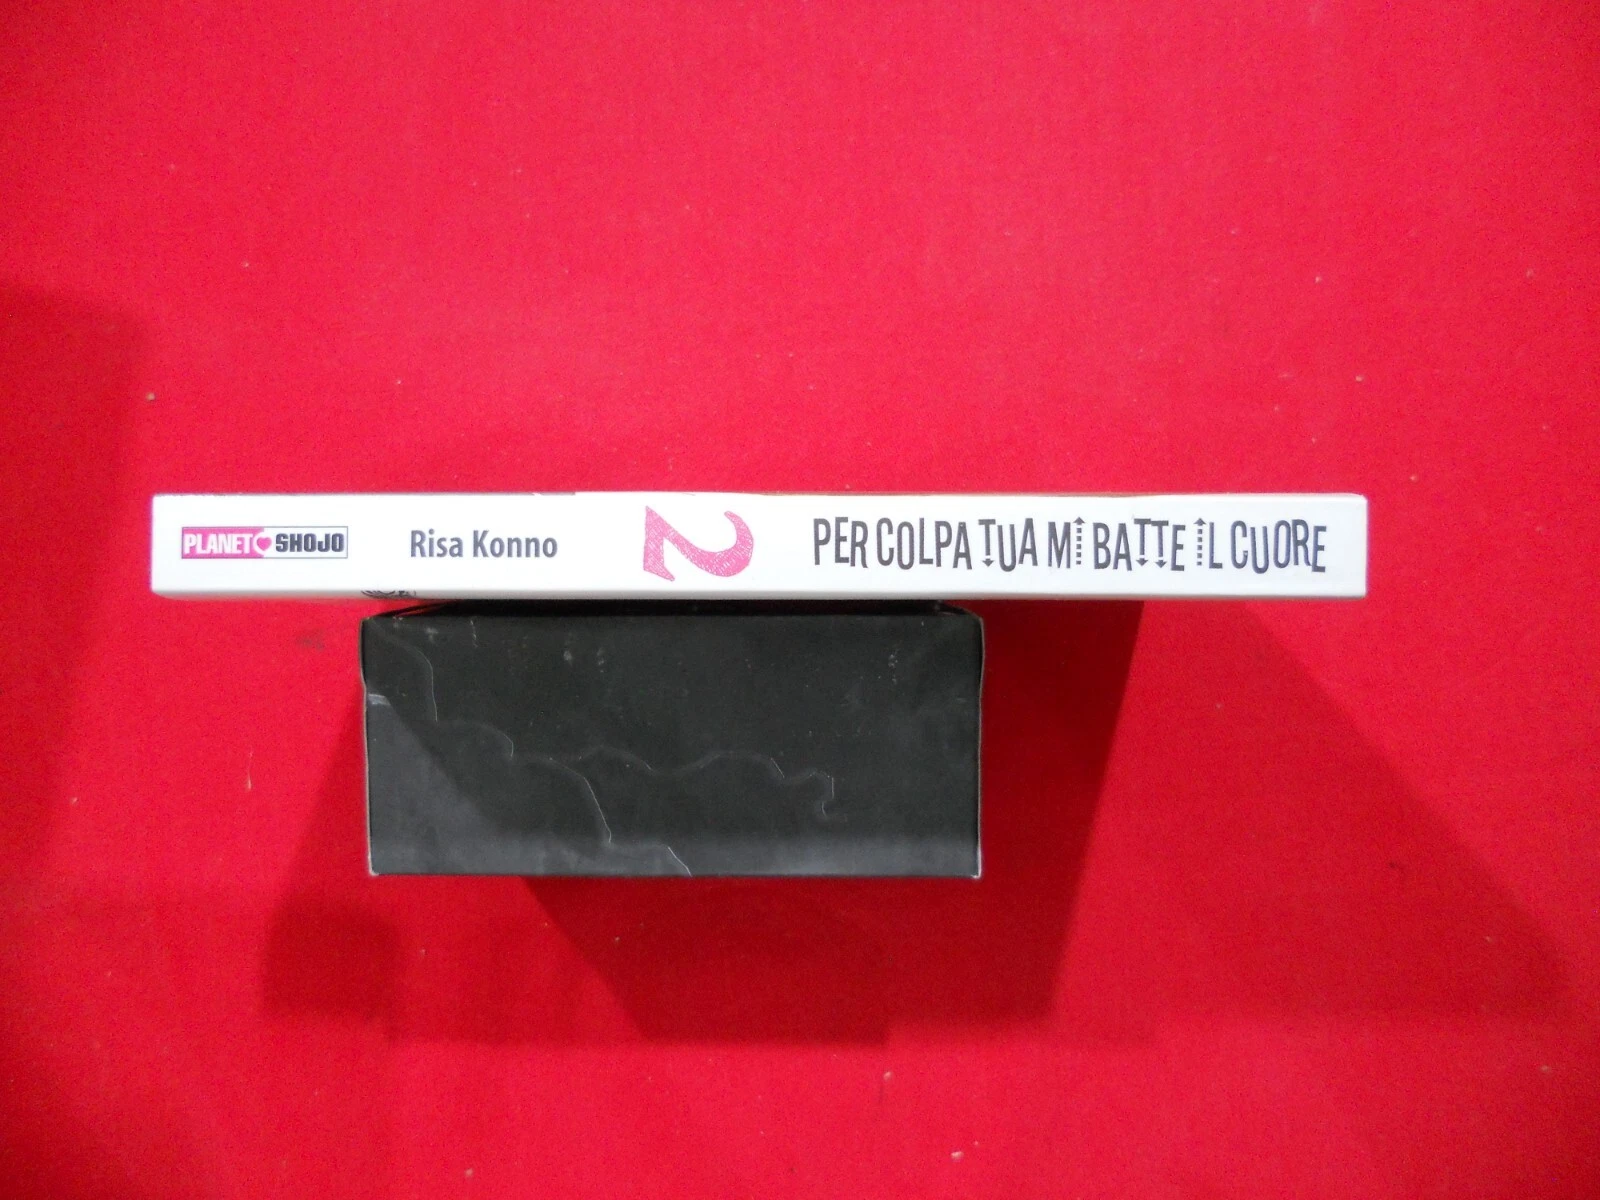 PLANET SHOJO
Risa Konno
2
PER COLPA TUA MI BATTE IL CUORE